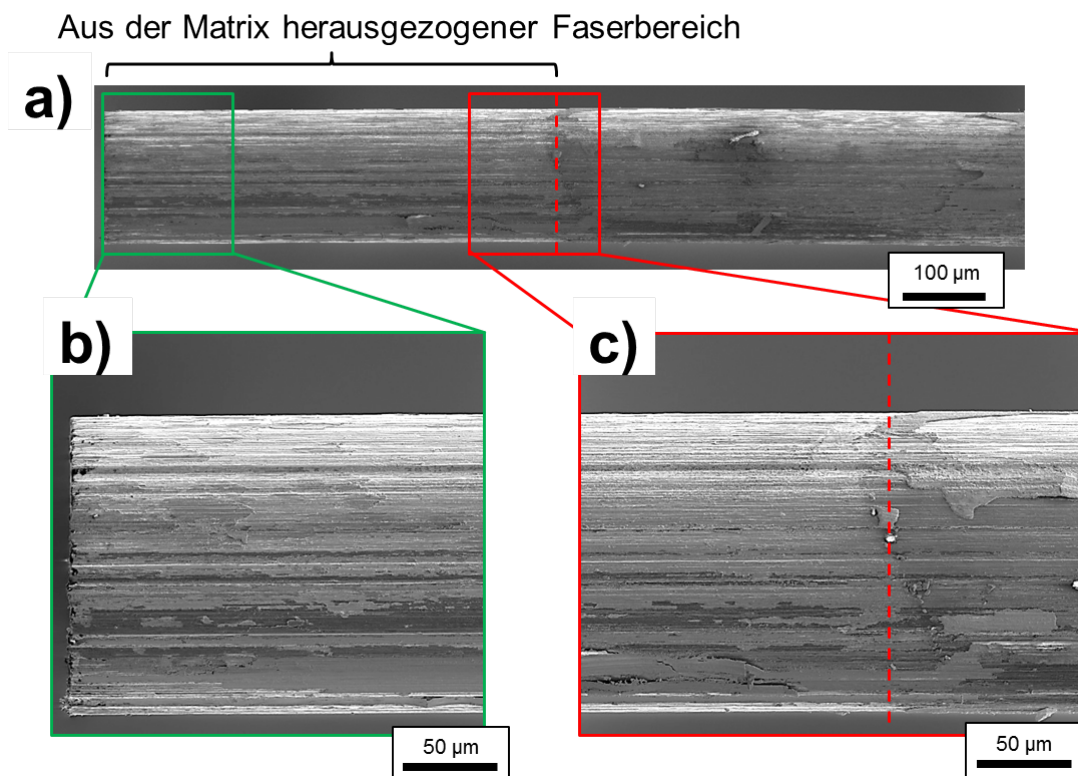 Aus der Matrix herausgezogener Faserbereich
a)
100 µm
b)
c)
50 µm
50 µm